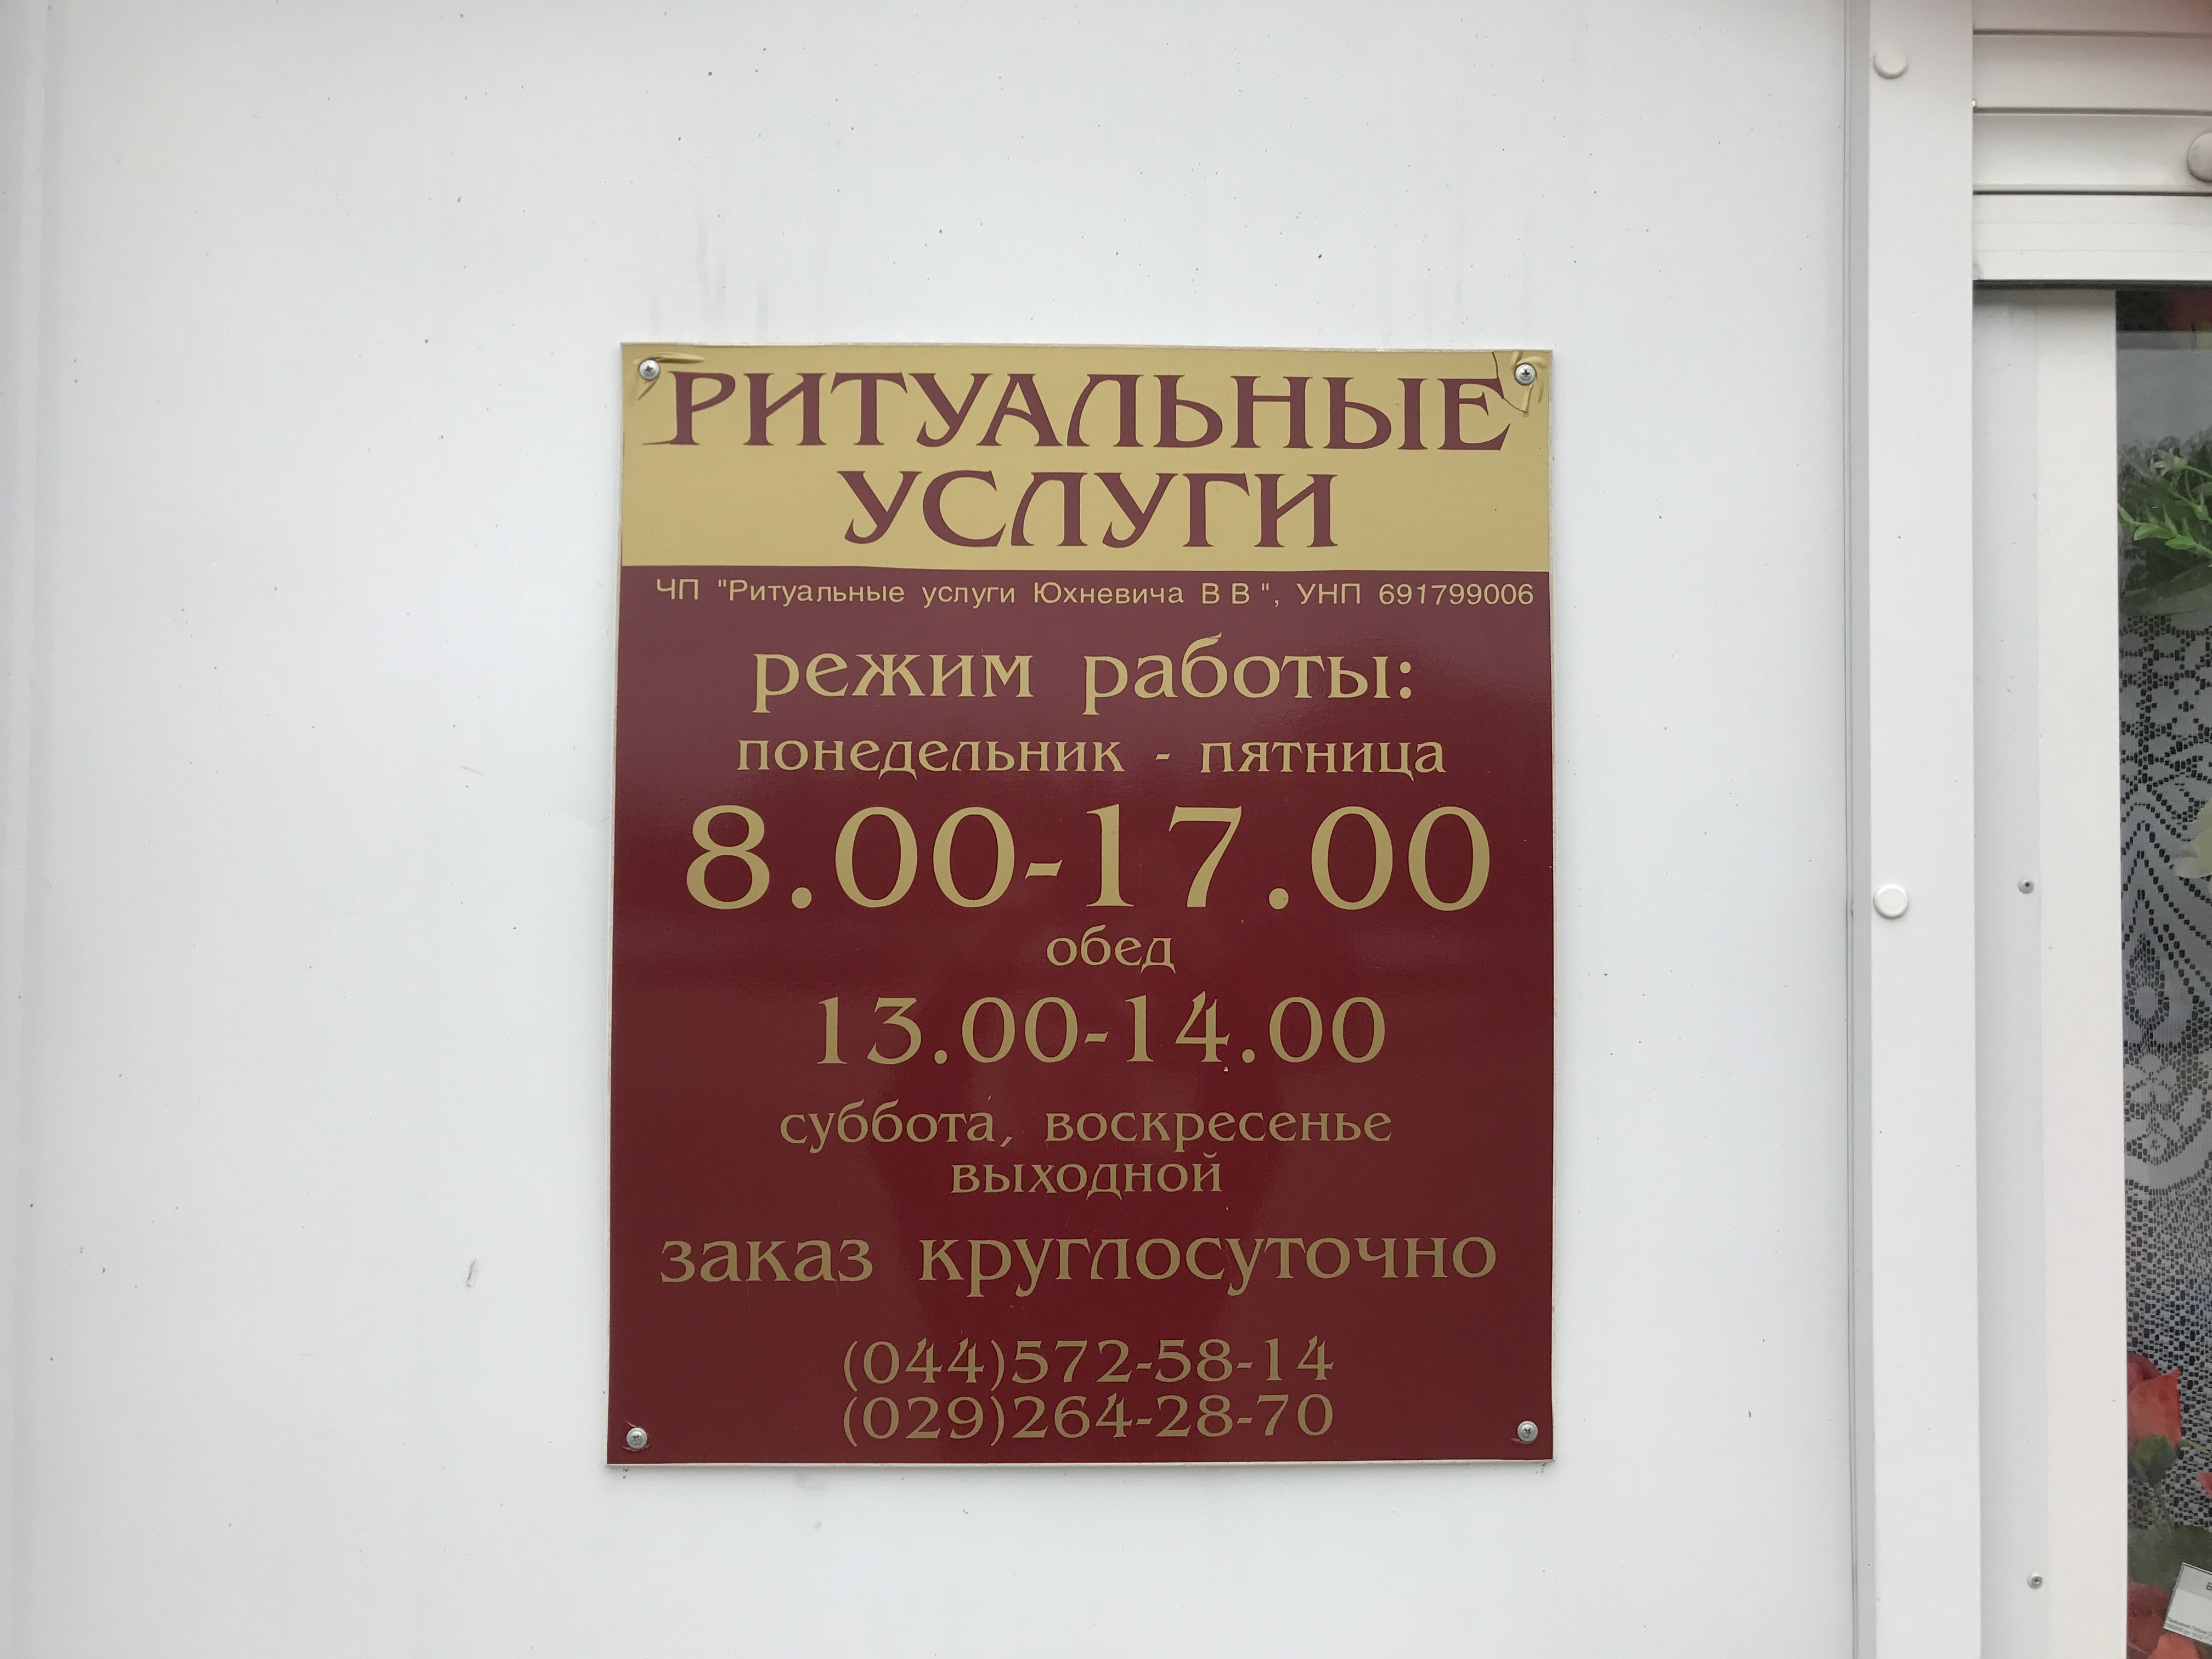 РИТУАЛЬНЫЕ
УСЛУГИ
ЧП "Ритуальные услуги Юхневича В В", УНП 691799006
режим работы:
понедельник - пятница
8.00-17.00
обед
13.00-14.00
суббота, воскресенье
выходной
заказ круглосуточно
(044)572-58-14
(029)264-28-70